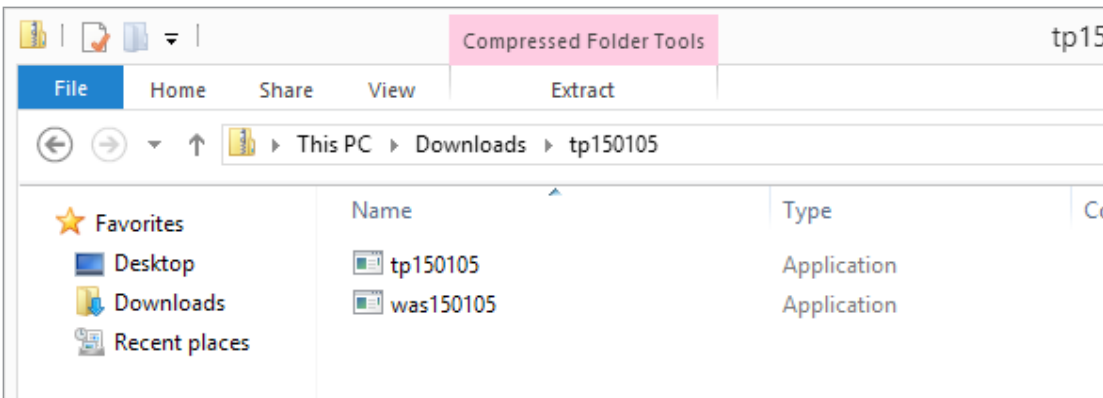 Compressed Folder Tools
tp15
File Home Share View Extract
This PC Downloads tp150105
Favorites
Desktop
Downloads
Recent places
Name Type
tp150105 Application
was150105 Application